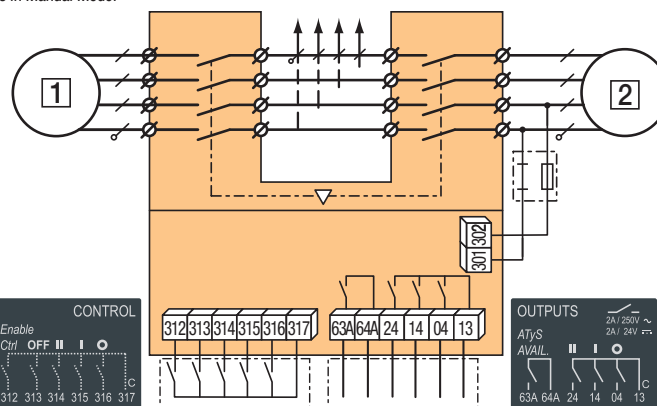 s in Manual Mode.
1
2
302
301
312 313 314 315 316 317
63A 64A 24 14 04 13
CONTROL
Enable
Ctrl OFF II I O
C
312 313 314 315 316 317
OUTPUTS
2A / 250V ~
2A / 24V ⎓
ATyS
AVAIL. II I O
C
63A 64A 24 14 04 13